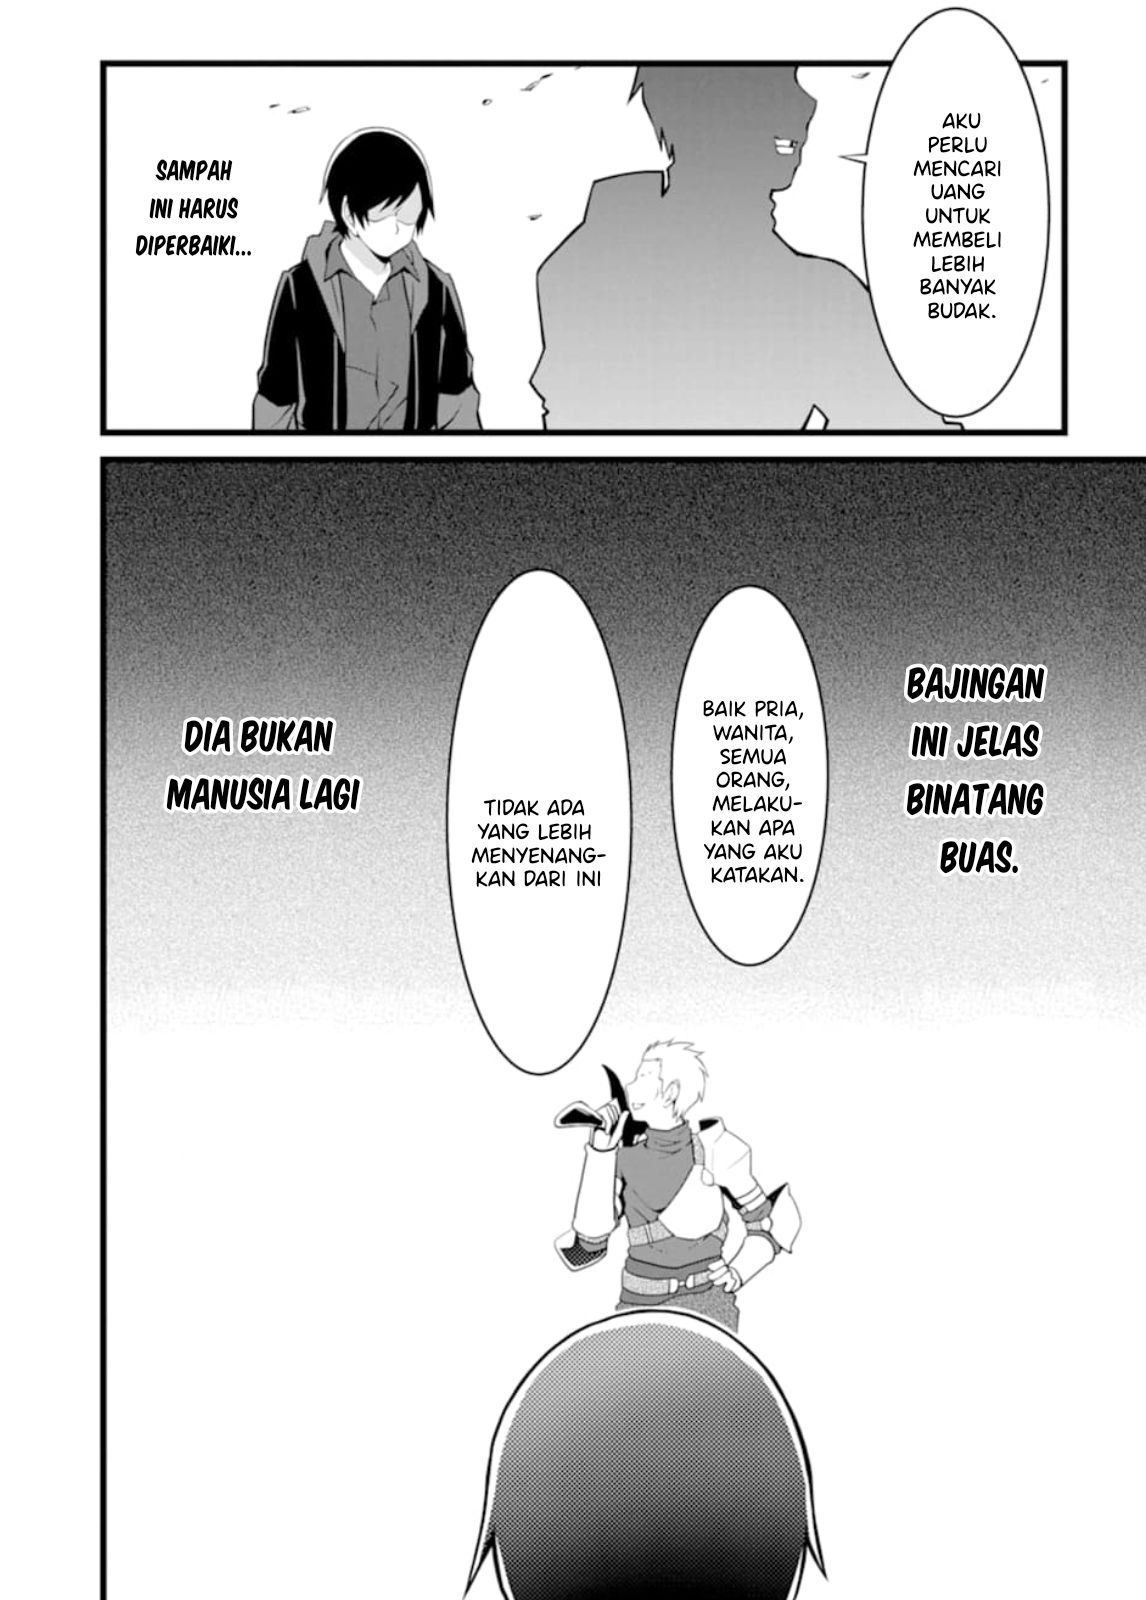 AKU
PERLU
MENCARI
UANG
UNTUK
MEMBELI
LEBIH
BANYAK
BUDAK.
SAMPAH
INI HARUS
DIPERBAIKI...
BAJINGAN
INI JELAS
BINATANG
BUAS.
BAIK PRIA,
WANITA,
SEMUA
ORANG,
MELAKU-
KAN APA
YANG AKU
KATAKAN.
TIDAK ADA
YANG LEBIH
MENYENANG-
KAN DARI INI
DIA BUKAN
MANUSIA LAGI